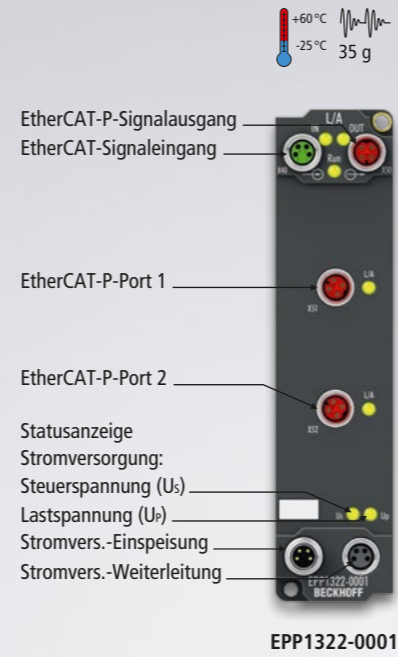 +60 °C
-25 °C
35 g
L/A
IN OUT
Run
X40 X50
EtherCAT-P-Signalausgang
EtherCAT-Signaleingang
EtherCAT-P-Port 1
L/A
X51
EtherCAT-P-Port 2
L/A
X52
Statusanzeige
Stromversorgung:
Steuerspannung (Us)
Lastspannung (UP)
Us Up
Stromvers.-Einspeisung
Stromvers.-Weiterleitung
EPP1322-0001
BECKHOFF
EPP1322-0001